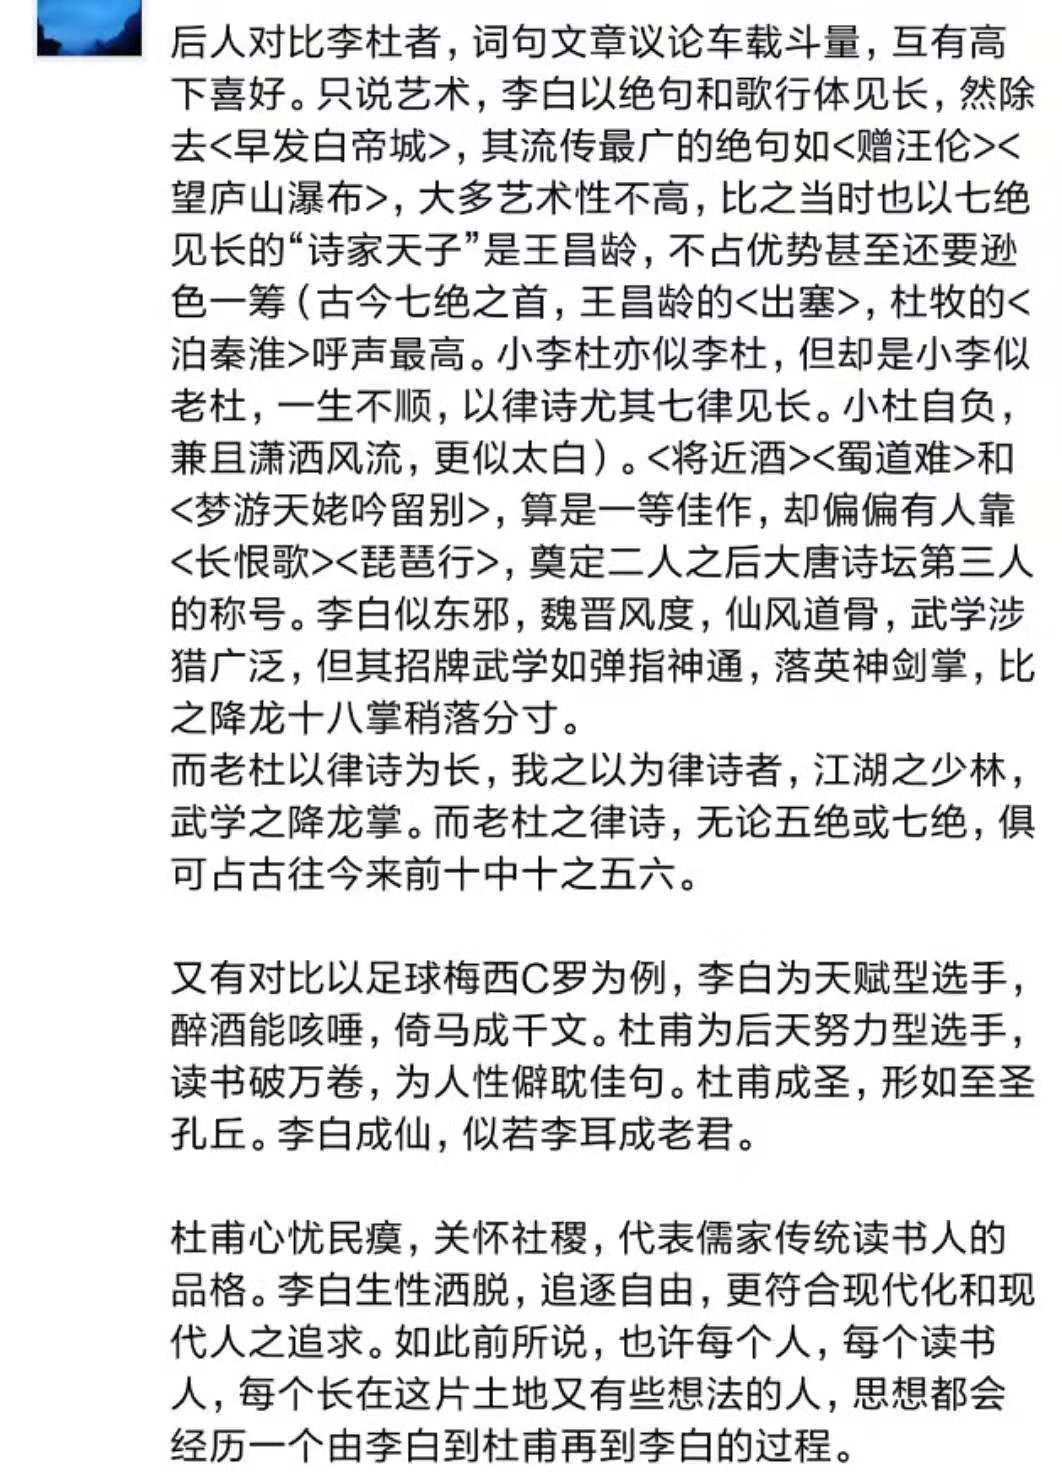 后人对比李杜者，词句文章议论车载斗量，互有高
下喜好。只说艺术，李白以绝句和歌行体见长，然除
去<早发白帝城>，其流传最广的绝句如<赠汪伦><
望庐山瀑布>，大多艺术性不高，比之当时也以七绝
见长的“诗家天子”是王昌龄，不占优势甚至还要逊
色一筹（古今七绝之首，王昌龄的<出塞>，杜牧的<
泊秦淮>呼声最高。小李杜亦似李杜，但却是小李似
老杜，一生不顺，以律诗尤其七律见长。小杜自负，
兼且潇洒风流，更似太白）。<将近酒><蜀道难>和
<梦游天姥吟留别>，算是一等佳作，却偏偏有人靠
<长恨歌><琵琶行>，奠定二人之后大唐诗坛第三人
的称号。李白似东邪，魏晋风度，仙风道骨，武学涉
猎广泛，但其招牌武学如弹指神通，落英神剑掌，比
之降龙十八掌稍落分寸。
而老杜以律诗为长，我之以为律诗者，江湖之少林，
武学之降龙掌。而老杜之律诗，无论五绝或七绝，俱
可占古往今来前十中十之五六。
又有对比以足球梅西C罗为例，李白为天赋型选手，
醉酒能咳唾，倚马成千文。杜甫为后天努力型选手，
读书破万卷，为人性僻耽佳句。杜甫成圣，形如至圣
孔丘。李白成仙，似若李耳成老君。
杜甫心忧民瘼，关怀社稷，代表儒家传统读书人的
品格。李白生性洒脱，追逐自由，更符合现代化和现
代人之追求。如此前所说，也许每个人，每个读书
人，每个长在这片土地又有些想法的人，思想都会
经历一个由李白到杜甫再到李白的过程。